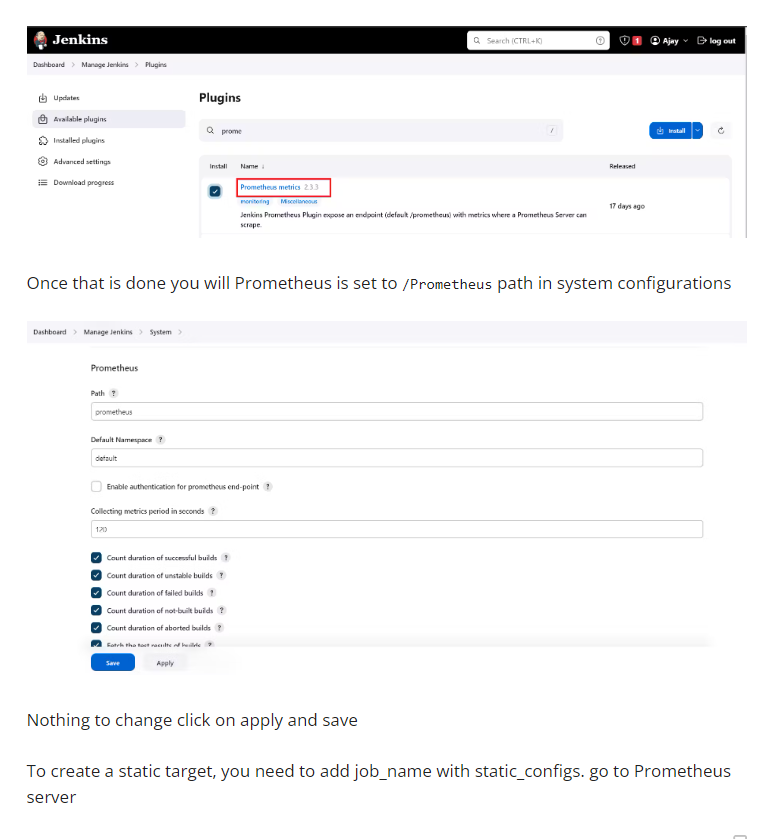 Jenkins
Search (CTRL+K)
1
Ajay
log out
Dashboard > Manage Jenkins > Plugins
Updates
Available plugins
Installed plugins
Advanced settings
Download progress
Plugins
prome
/
Install
Install Name ↓ Released
Prometheus metrics 2.3.3
monitoring Miscellaneous
Jenkins Prometheus Plugin expose an endpoint (default /prometheus) with metrics where a Prometheus Server can
scrape.
17 days ago
Once that is done you will Prometheus is set to /Prometheus path in system configurations
Dashboard > Manage Jenkins > System >
Prometheus
Path ?
prometheus
Default Namespace ?
default
Enable authentication for prometheus end-point ?
Collecting metrics period in seconds ?
120
Count duration of successful builds ?
Count duration of unstable builds ?
Count duration of failed builds ?
Count duration of not-built builds ?
Count duration of aborted builds ?
Fetch the test results of builds ?
Save Apply
Nothing to change click on apply and save
To create a static target, you need to add job_name with static_configs. go to Prometheus
server